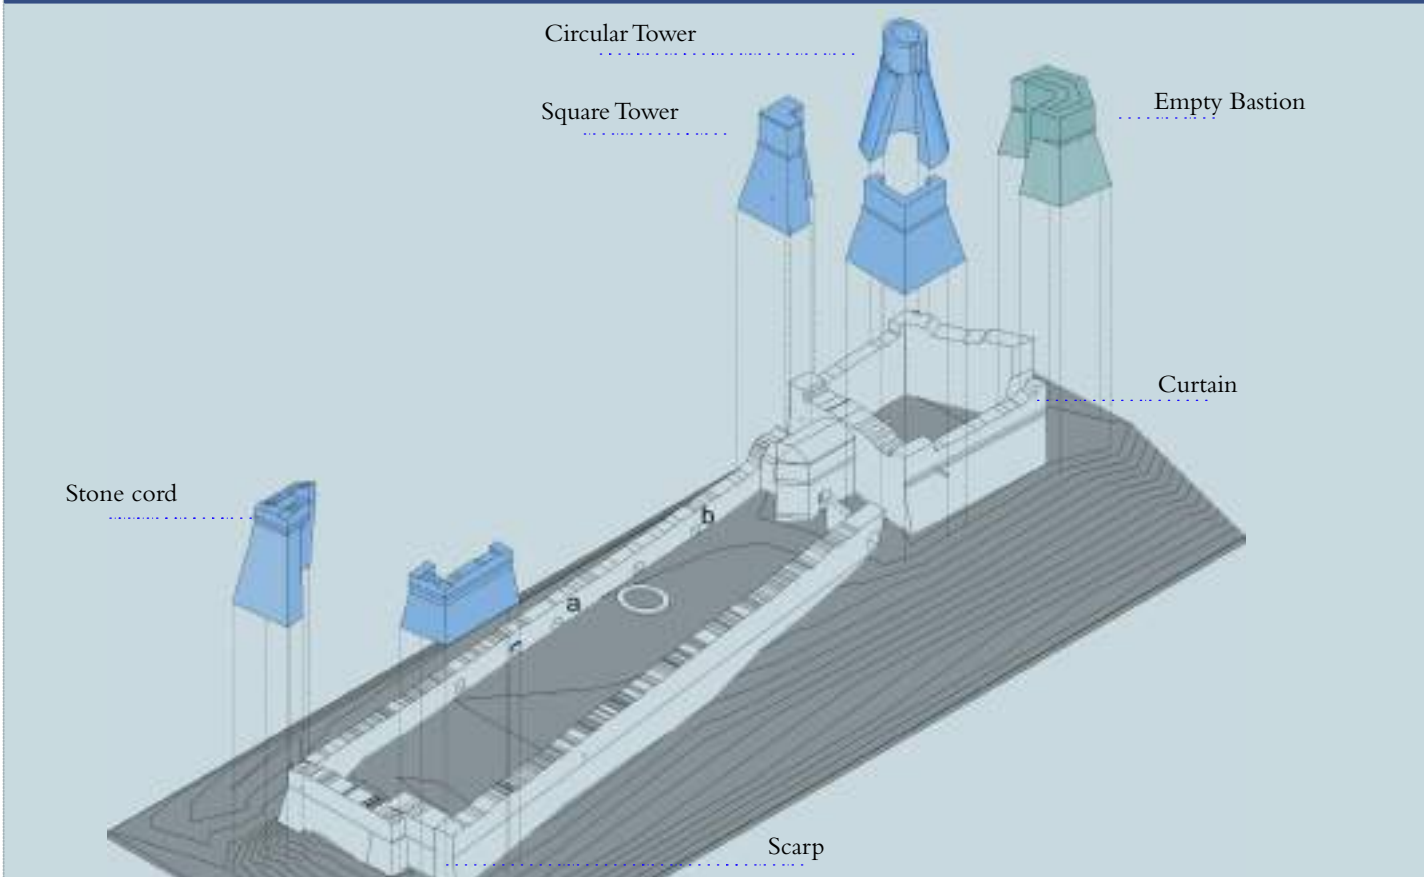 Circular Tower
Empty Bastion
Square Tower
Curtain
Stone cord
b
a
c
Scarp